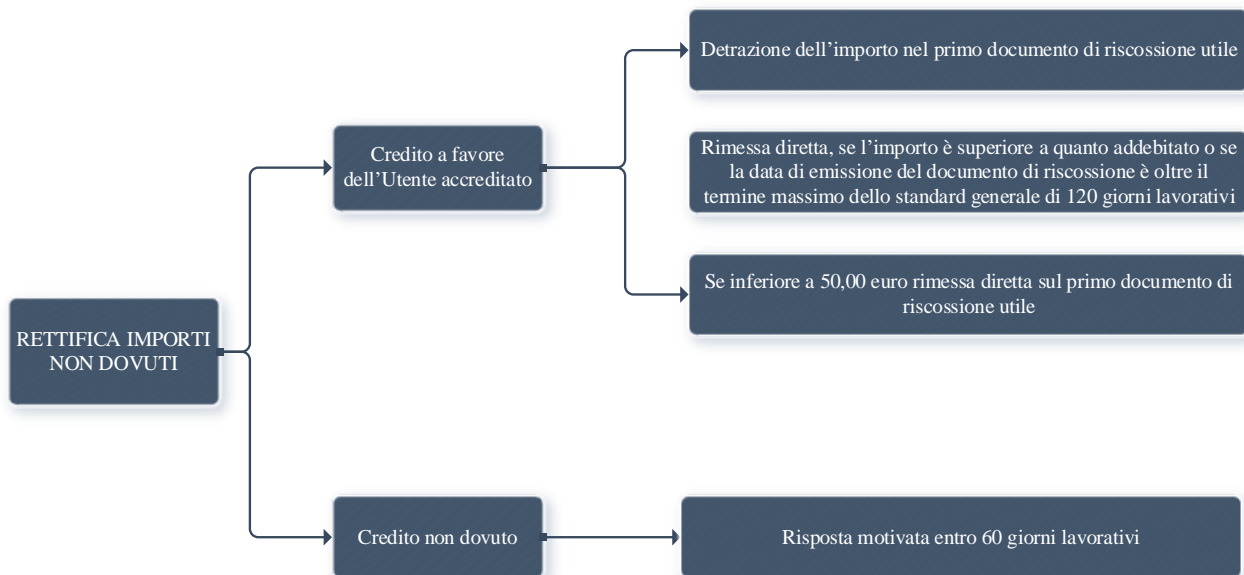 Detrazione dell’importo nel primo documento di riscossione utile
Credito a favore
dell’Utente accreditato
Rimessa diretta, se l’importo è superiore a quanto addebitato o se
la data di emissione del documento di riscossione è oltre il
termine massimo dello standard generale di 120 giorni lavorativi
Se inferiore a 50,00 euro rimessa diretta sul primo documento di
riscossione utile
RETTIFICA IMPORTI
NON DOVUTI
Credito non dovuto
Risposta motivata entro 60 giorni lavorativi